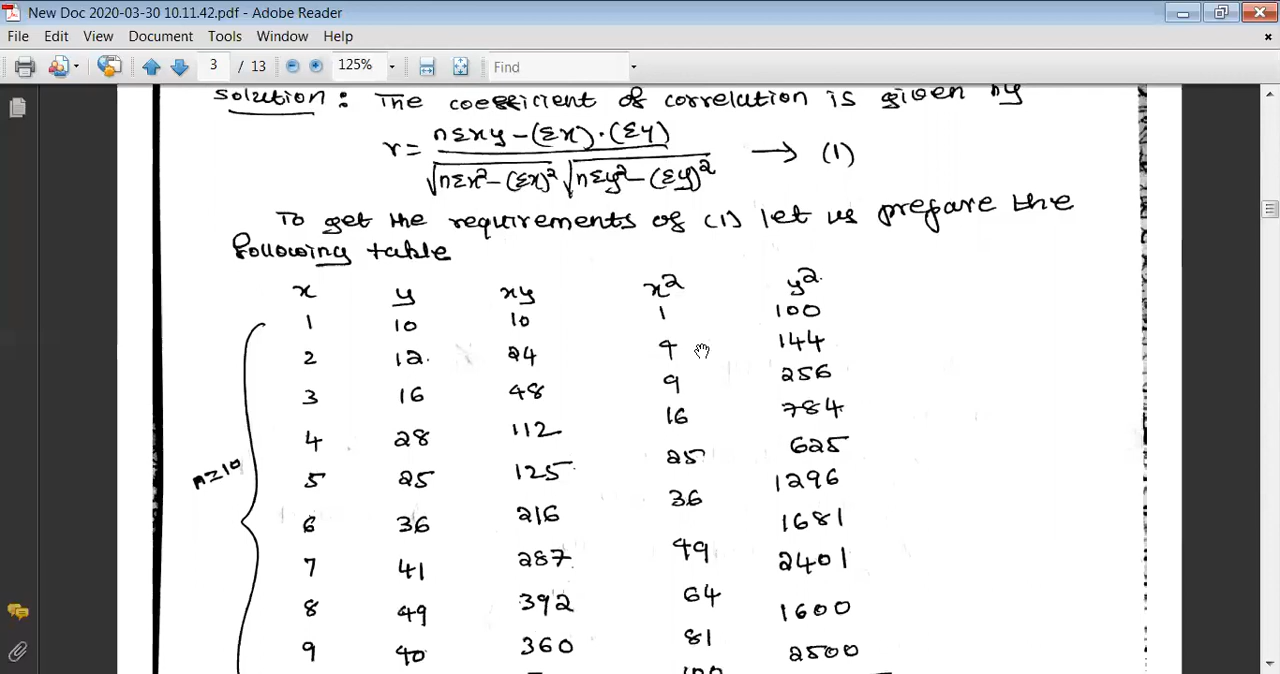 New Doc 2020-03-30 10.11.42.pdf - Adobe Reader
File Edit View Document Tools Window Help
3 / 13 125% Find
Solution: The coefficient of correlation is given by
r = nΣxy-(Σx).(Σy) / √nΣx²-(Σx)² √nΣy²-(Σy)² → (1)
To get the requirements of (1) let us prepare the
following table
x y xy x² y²
1 10 10 1 100
2 12 24 4 144
3 16 48 9 256
4 28 112 16 784
5 25 125 25 625
6 36 216 36 1296
7 41 287 49 1681
8 49 392 64 2401
9 40 360 81 1600
2500
n=10